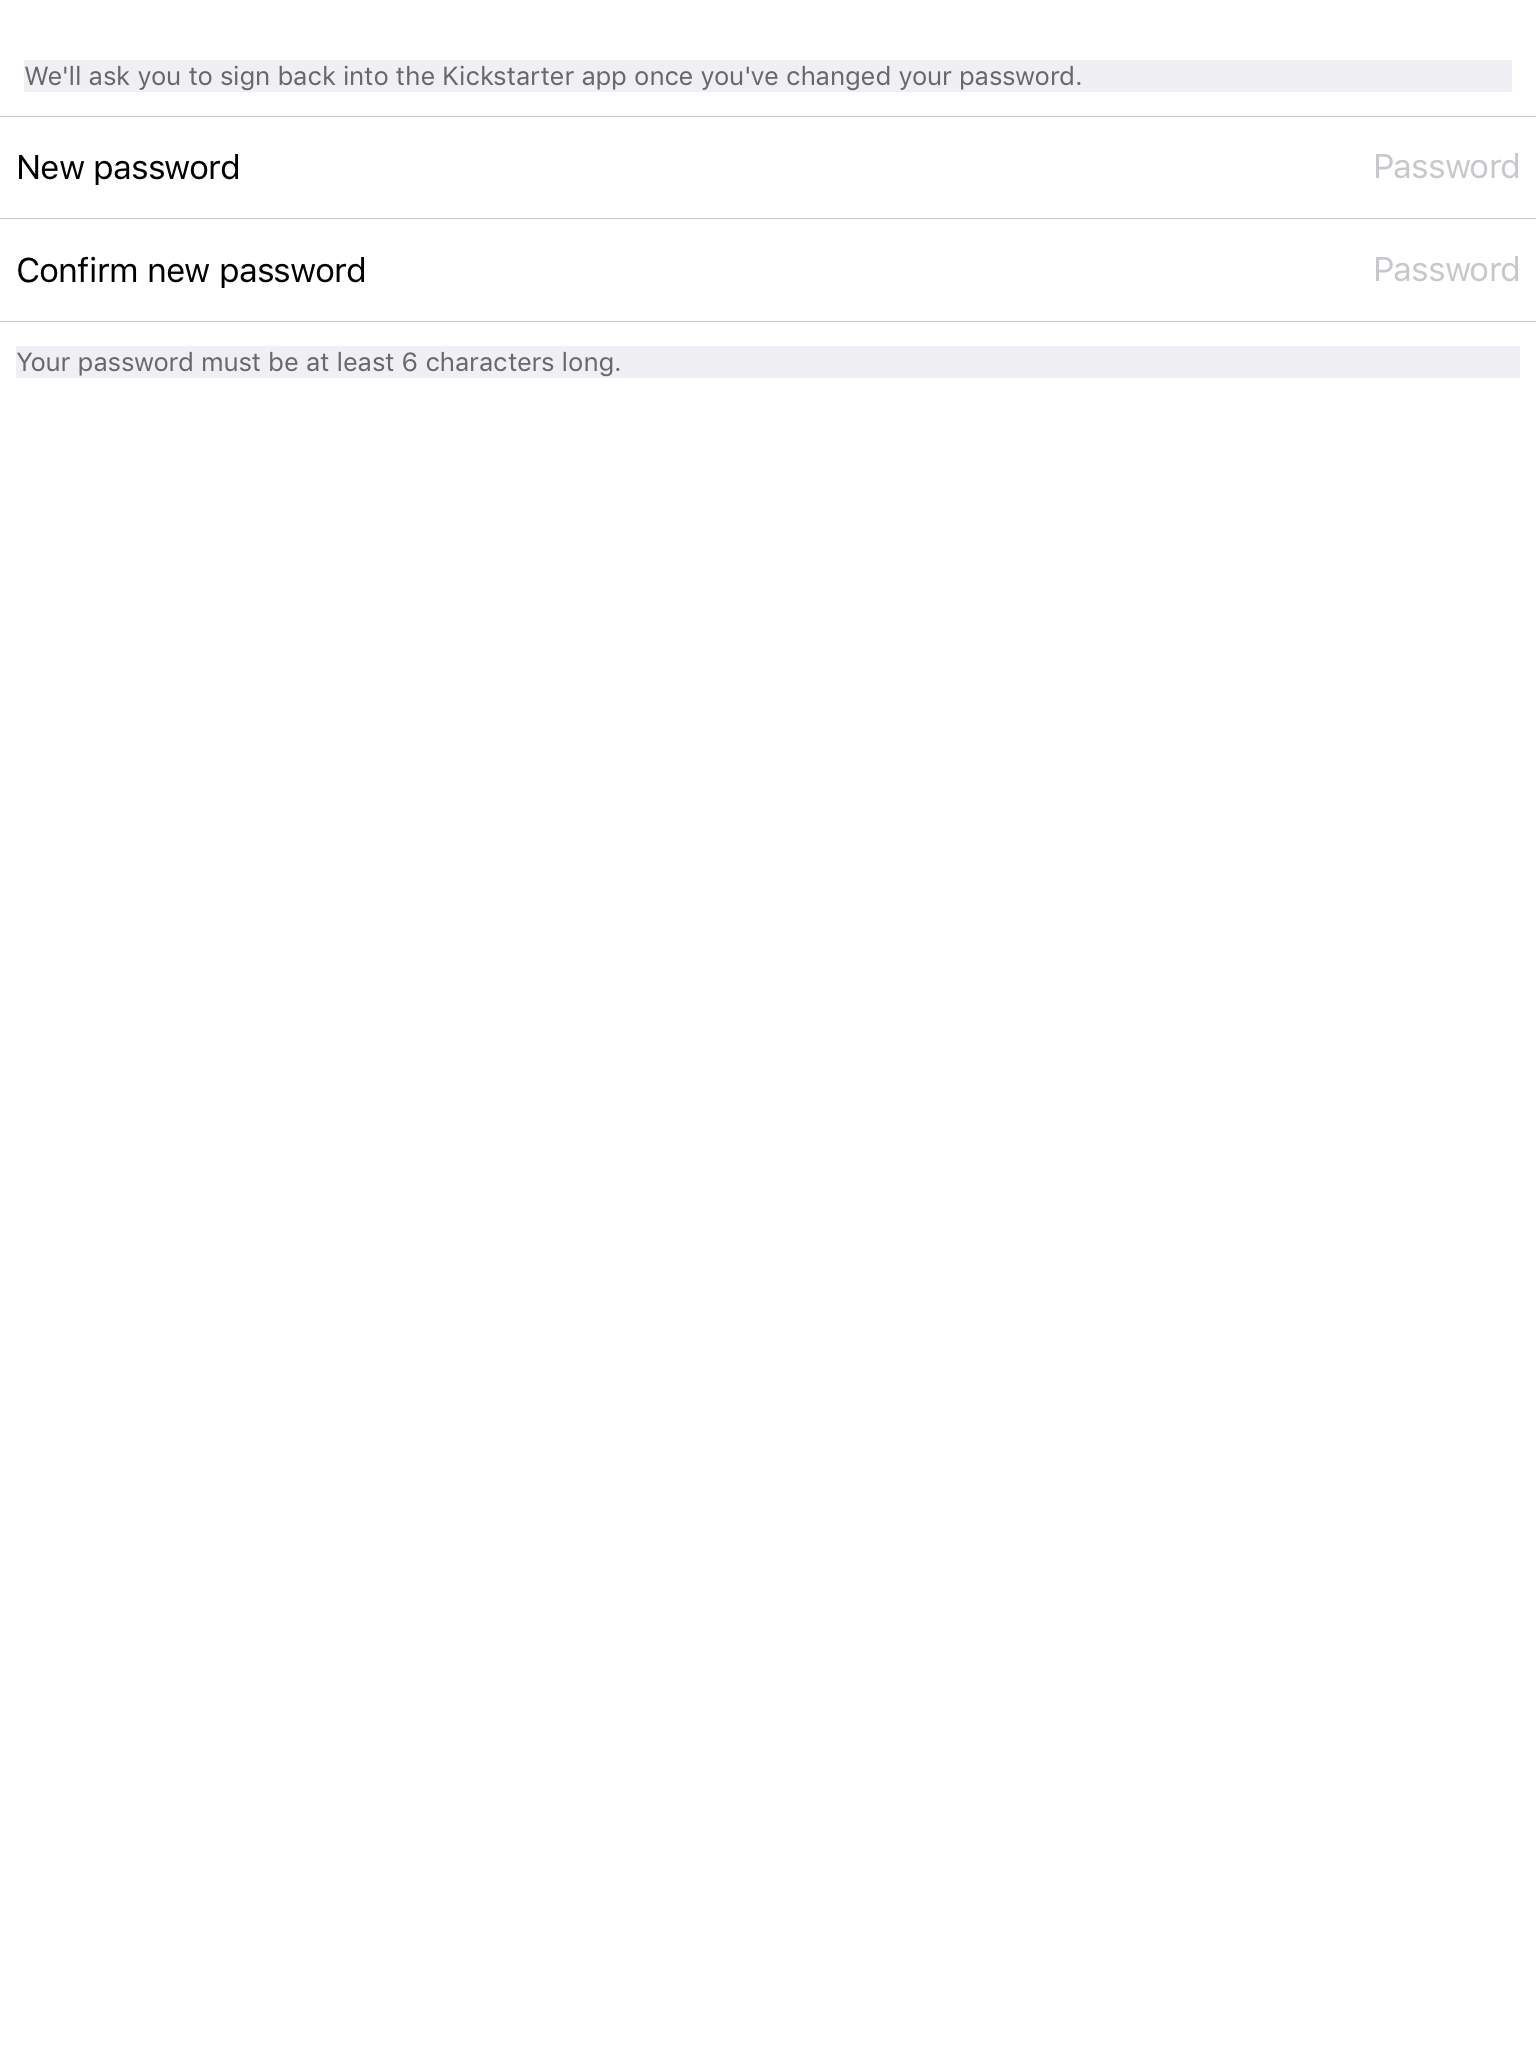 We'll ask you to sign back into the Kickstarter app once you've changed your password.
New password Password
Confirm new password Password
Your password must be at least 6 characters long.